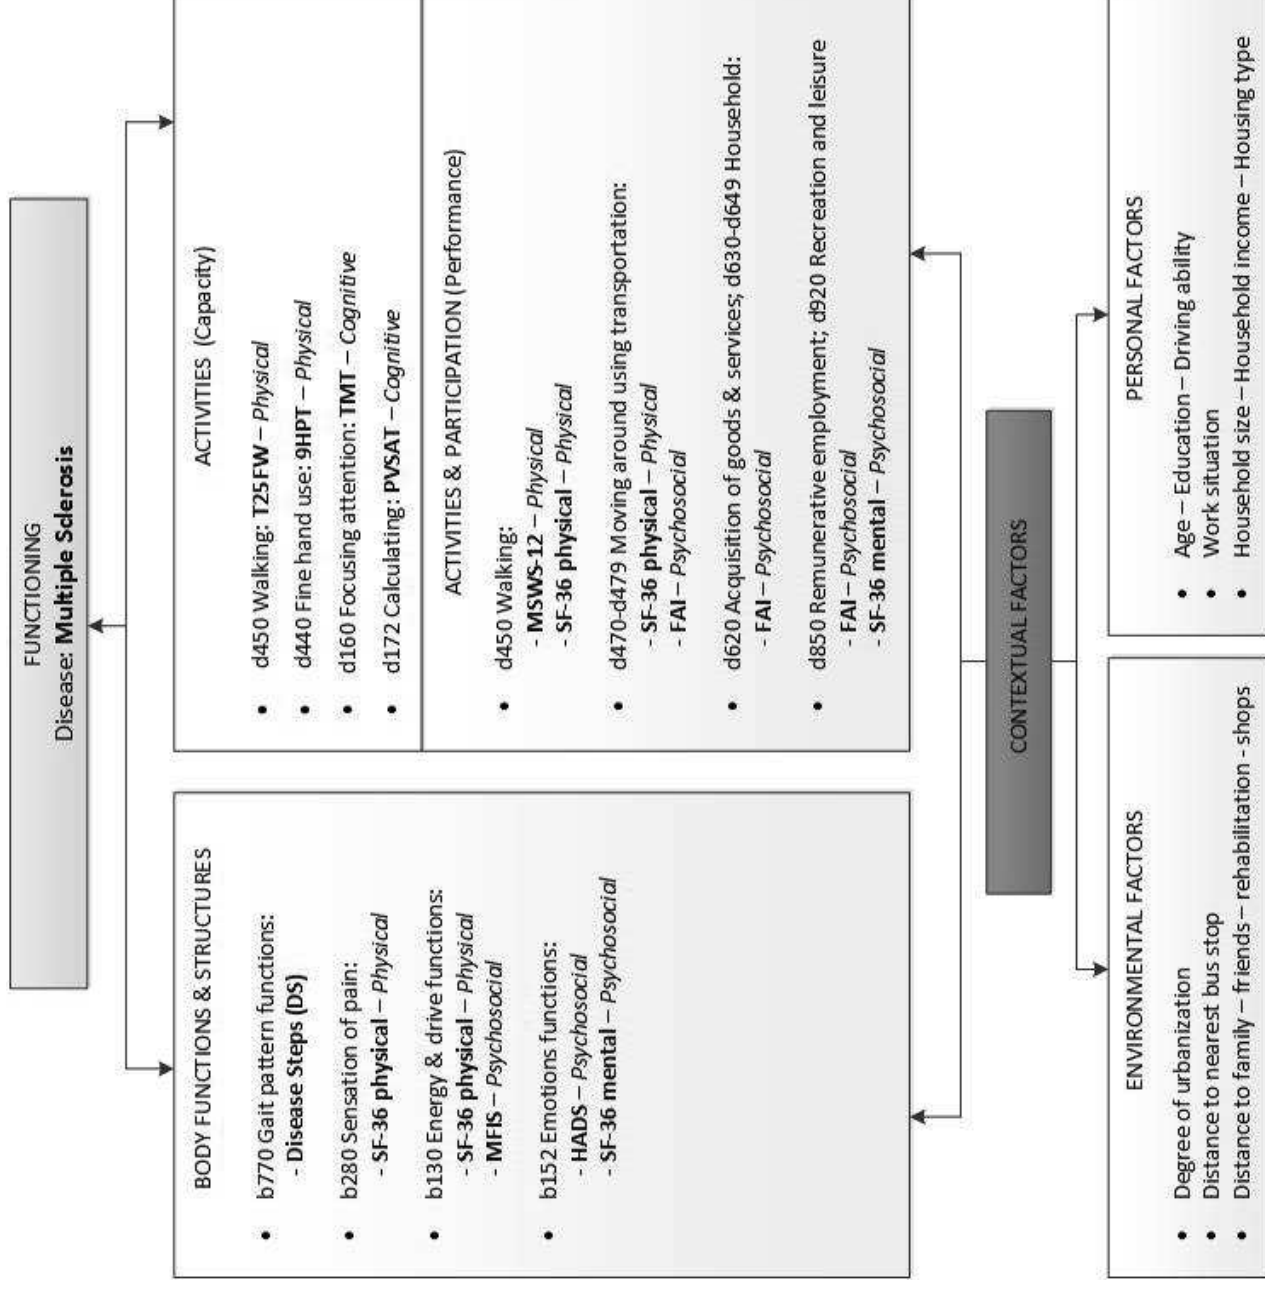 FUNCTIONING
Disease: Multiple Sclerosis
BODY FUNCTIONS & STRUCTURES
• b770 Gait pattern functions:
- Disease Steps (DS)
• b280 Sensation of pain:
- SF-36 physical – Physical
• b130 Energy & drive functions:
- SF-36 physical – Physical
- MFIS – Psychosocial
• b152 Emotions functions:
- HADS – Psychosocial
- SF-36 mental – Psychosocial
ACTIVITIES (Capacity)
• d450 Walking: T25FW – Physical
• d440 Fine hand use: 9HPT – Physical
• d160 Focusing attention: TMT – Cognitive
• d172 Calculating: PVSAT – Cognitive
ACTIVITIES & PARTICIPATION (Performance)
• d450 Walking:
- MSWS-12 – Physical
- SF-36 physical – Physical
• d470-d479 Moving around using transportation:
- SF-36 physical – Physical
- FAI – Psychosocial
• d620 Acquisition of goods & services; d630-d649 Household:
- FAI – Psychosocial
• d850 Remunerative employment; d920 Recreation and leisure
- FAI – Psychosocial
- SF-36 mental – Psychosocial
CONTEXTUAL FACTORS
ENVIRONMENTAL FACTORS
• Degree of urbanization
• Distance to nearest bus stop
• Distance to family – friends – rehabilitation - shops
PERSONAL FACTORS
• Age – Education – Driving ability
• Work situation
• Household size – Household income – Housing type